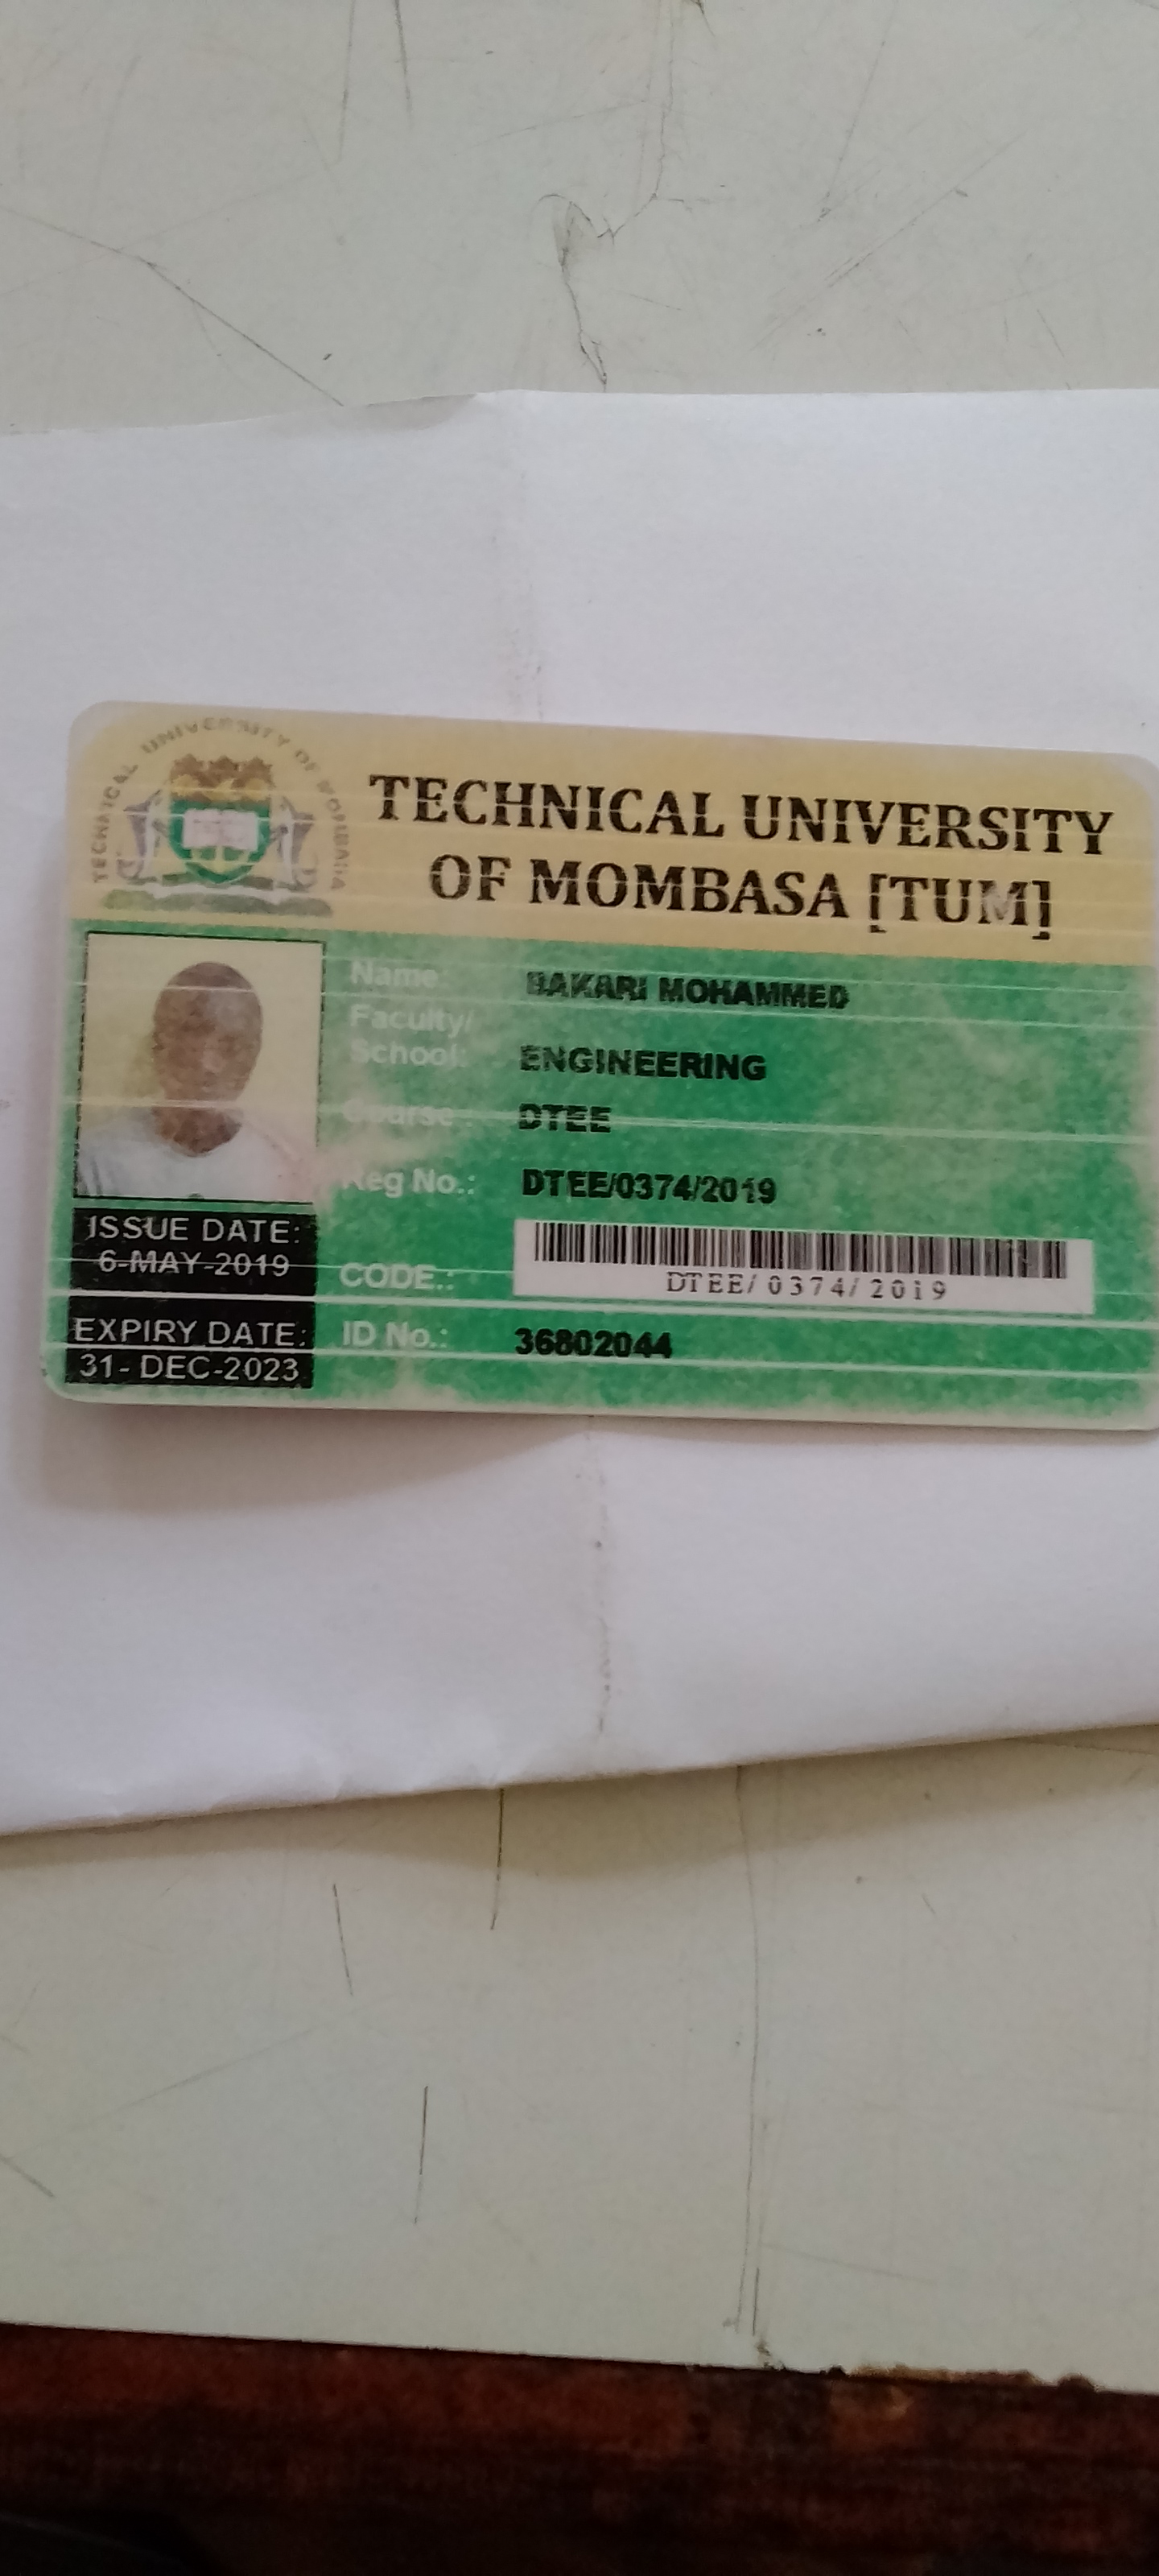 TECHNICAL UNIVERSITY OF MOMBASA
TECHNICAL UNIVERSITY
OF MOMBASA [TUM]
Name: BAKARI MOHAMMED
Faculty/
School: ENGINEERING
Course: DTEE
Reg No.: DTEE/0374/2019
ISSUE DATE:
6-MAY-2019
CODE.:
DTEE/0374/2019
EXPIRY DATE:
31-DEC-2023
ID No.: 36802044